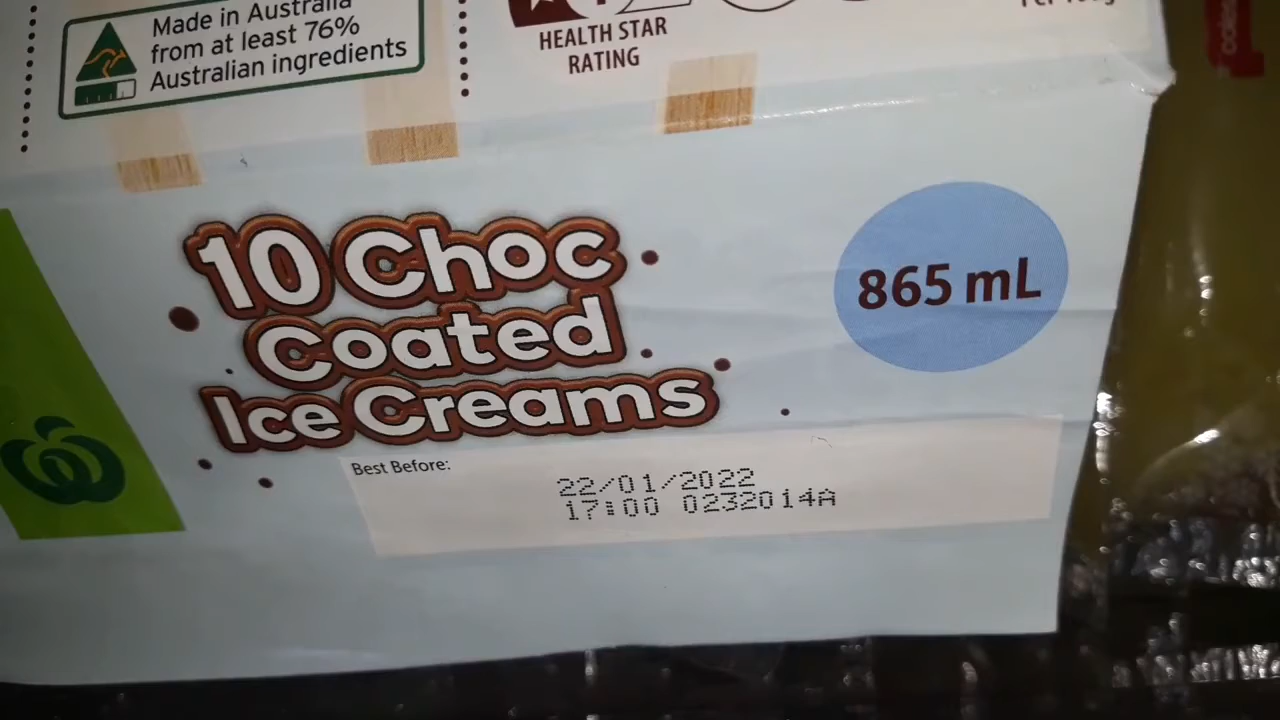 Made in Australia
from at least 76%
Australian ingredients
HEALTH STAR
RATING
10 Choc
Coated
Ice Creams
865 mL
Best Before:
22/01/2022
17:00 0232014A